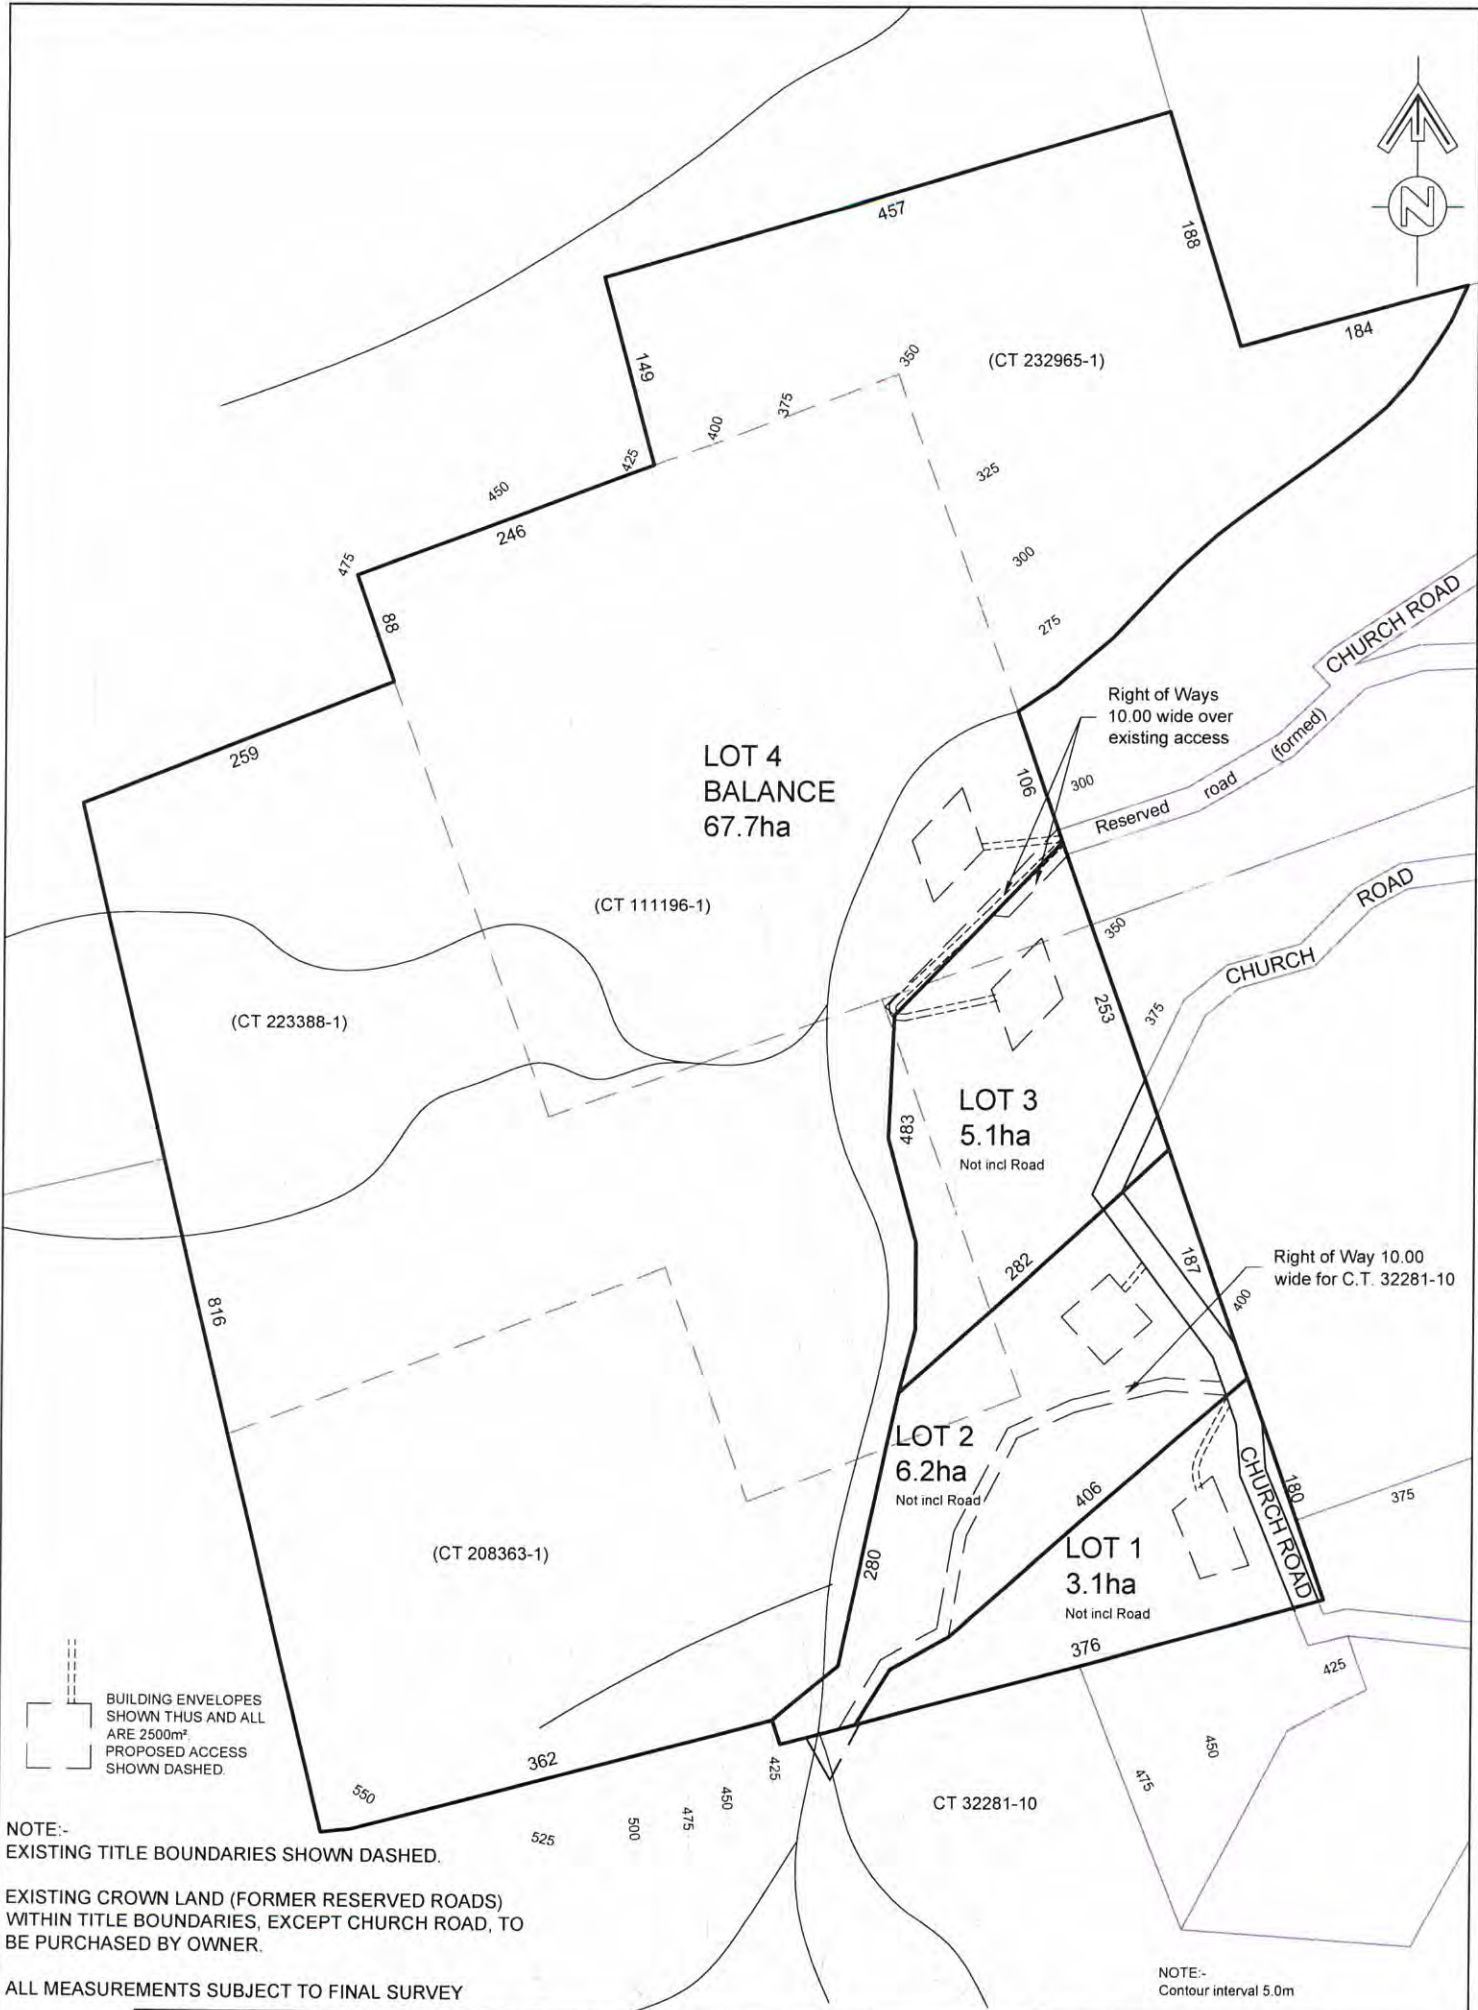 457
188
N
184
149
350
(CT 232965-1)
375
400
425
325
450
246
475
300
88
275
CHURCH ROAD
Right of Ways
10.00 wide over
existing access
259
LOT 4
BALANCE
67.7ha
106
300
Reserved road (formed)
(CT 111196-1)
ROAD
350
CHURCH
253
375
(CT 223388-1)
LOT 3
5.1ha
Not incl Road
483
282
187
Right of Way 10.00
wide for C.T. 32281-10
400
816
LOT 2
6.2ha
Not incl Road
406
CHURCH ROAD
180
375
(CT 208363-1)
280
LOT 1
3.1ha
Not incl Road
376
425
BUILDING ENVELOPES
SHOWN THUS AND ALL
ARE 2500m²
PROPOSED ACCESS
SHOWN DASHED.
362
425
450
475
550
450
475
500
525
CT 32281-10
NOTE:-
EXISTING TITLE BOUNDARIES SHOWN DASHED.
EXISTING CROWN LAND (FORMER RESERVED ROADS)
WITHIN TITLE BOUNDARIES, EXCEPT CHURCH ROAD, TO
BE PURCHASED BY OWNER.
ALL MEASUREMENTS SUBJECT TO FINAL SURVEY
NOTE:-
Contour interval 5.0m